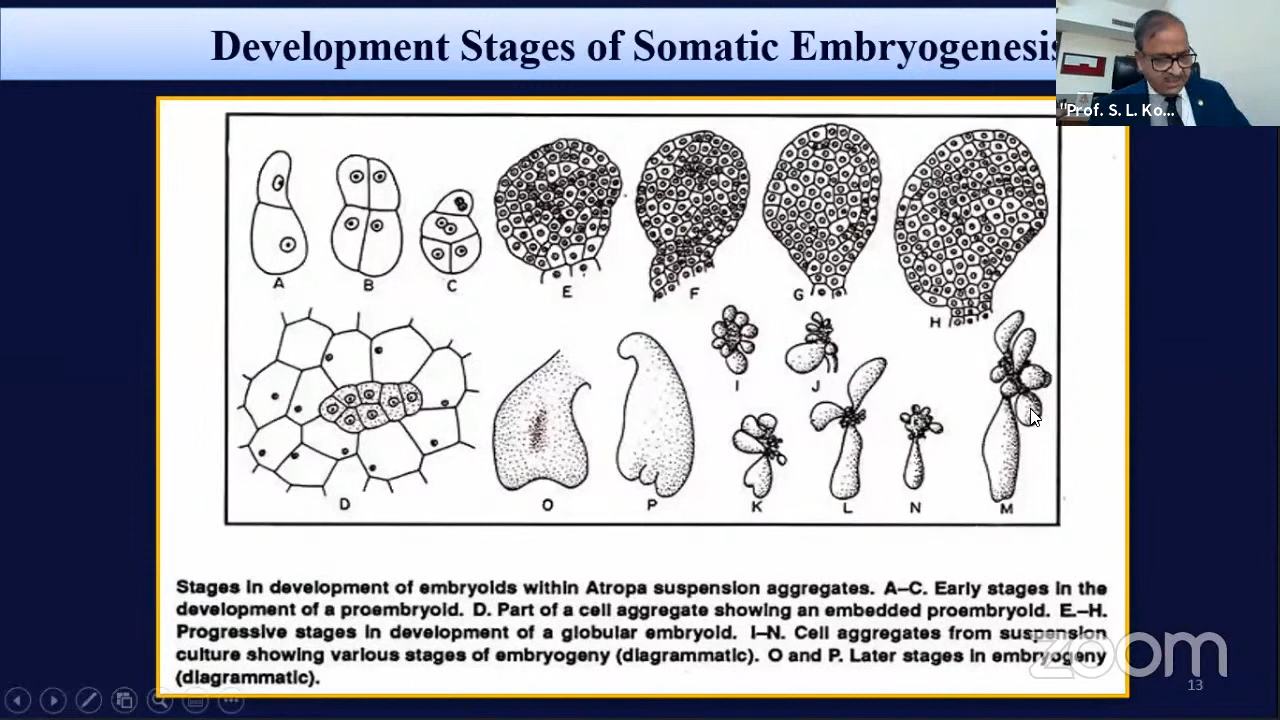 Development Stages of Somatic Embryogenesis
"Prof. S. L. Ko...
A
B
C
E
F
G
H
I
J
D
O
P
K
L
N
M
Stages in development of embryoids within Atropa suspension aggregates. A–C. Early stages in the
development of a proembryoid. D. Part of a cell aggregate showing an embedded proembryoid. E.–H.
Progressive stages in development of a globular embryoid. I–N. Cell aggregates from suspension
culture showing various stages of embryogeny (diagrammatic). O and P. Later stages in embryogeny
(diagrammatic).
zoom
13